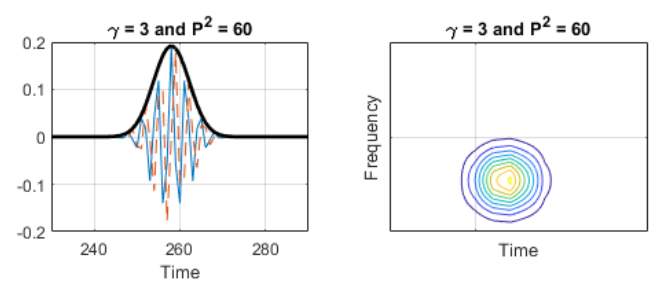 γ = 3 and P² = 60
0.2
0.1
0
-0.1
-0.2
240 260 280
Time
γ = 3 and P² = 60
Frequency
Time